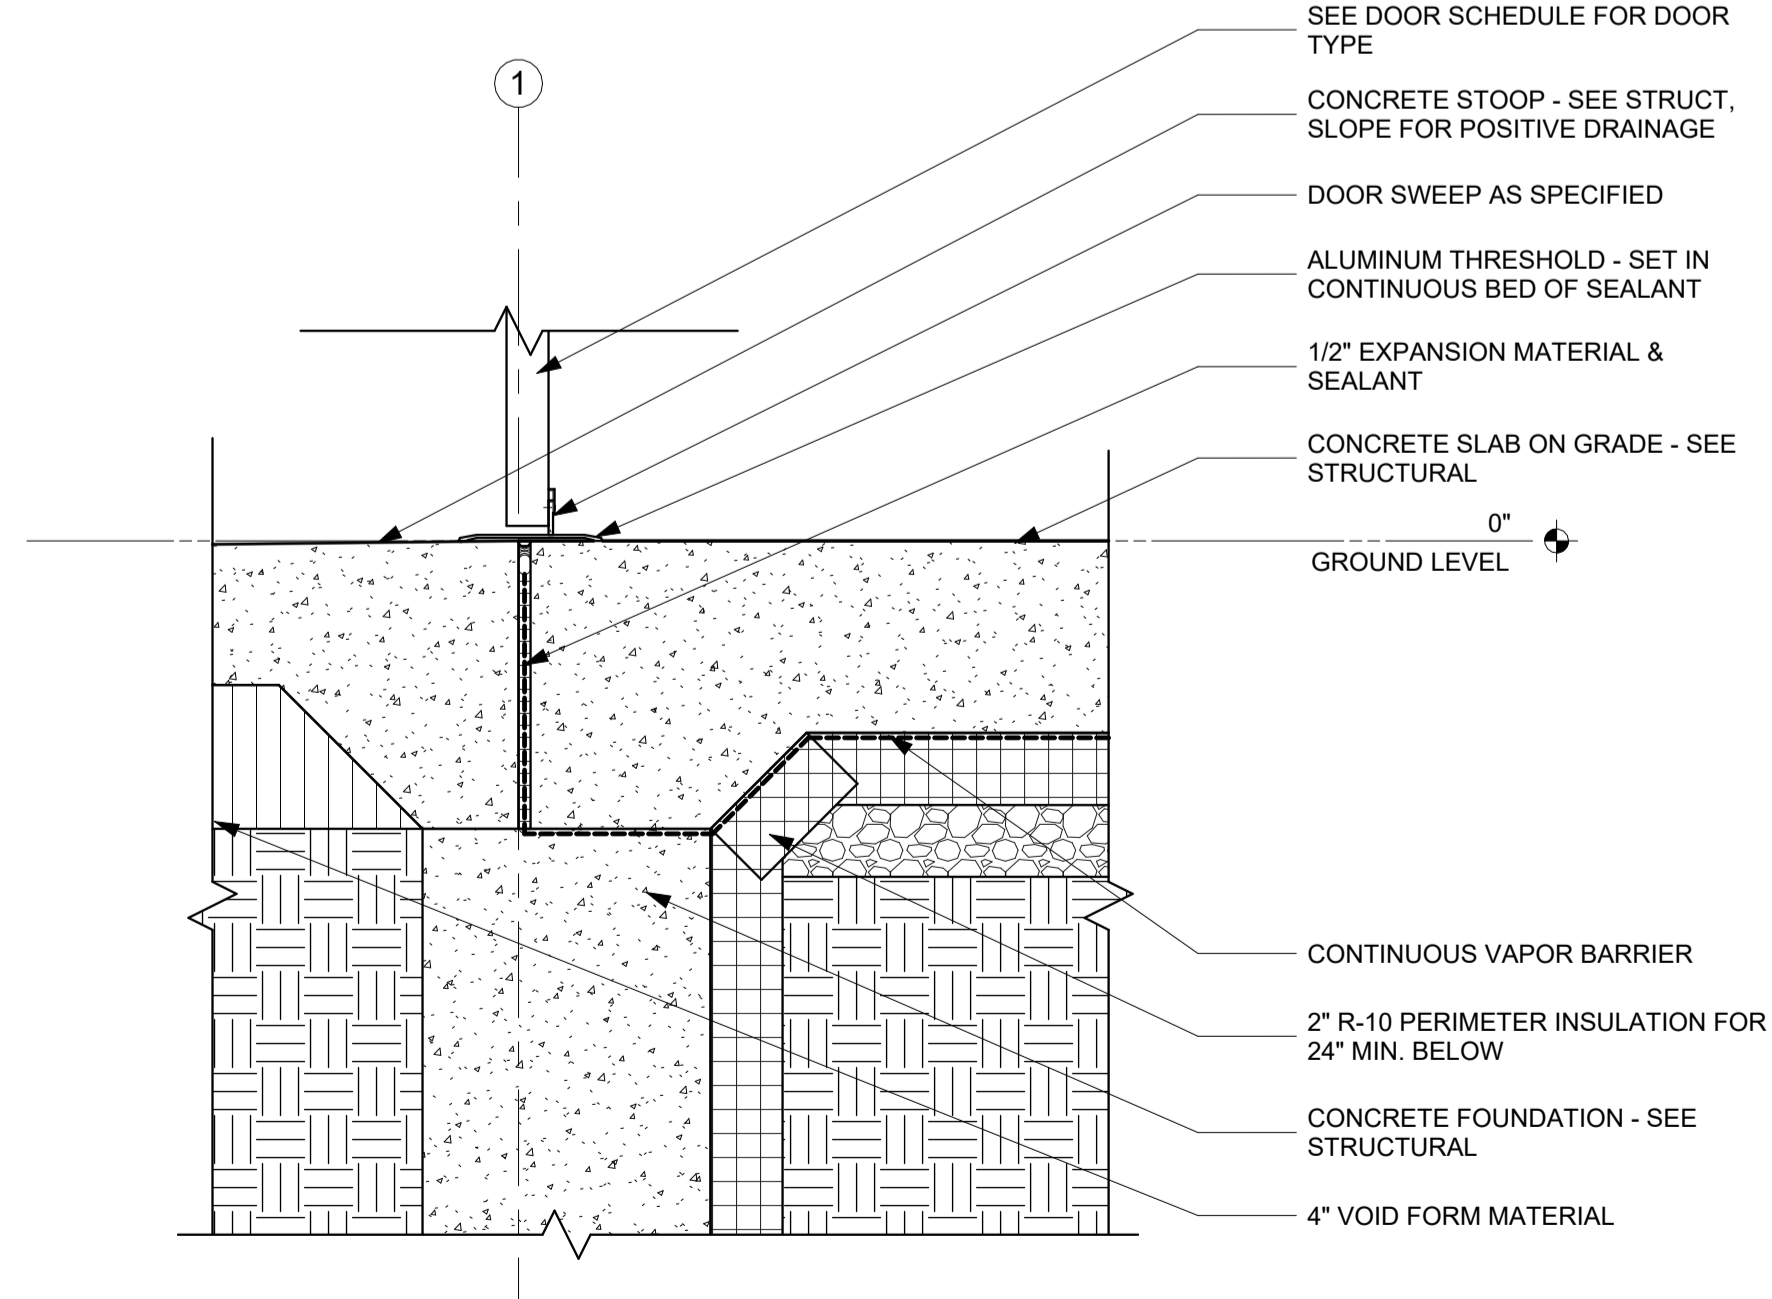 SEE DOOR SCHEDULE FOR DOOR
TYPE
1
CONCRETE STOOP - SEE STRUCT,
SLOPE FOR POSITIVE DRAINAGE
DOOR SWEEP AS SPECIFIED
ALUMINUM THRESHOLD - SET IN
CONTINUOUS BED OF SEALANT
1/2" EXPANSION MATERIAL &
SEALANT
CONCRETE SLAB ON GRADE - SEE
STRUCTURAL
0"
GROUND LEVEL
CONTINUOUS VAPOR BARRIER
2" R-10 PERIMETER INSULATION FOR
24" MIN. BELOW
CONCRETE FOUNDATION - SEE
STRUCTURAL
4" VOID FORM MATERIAL